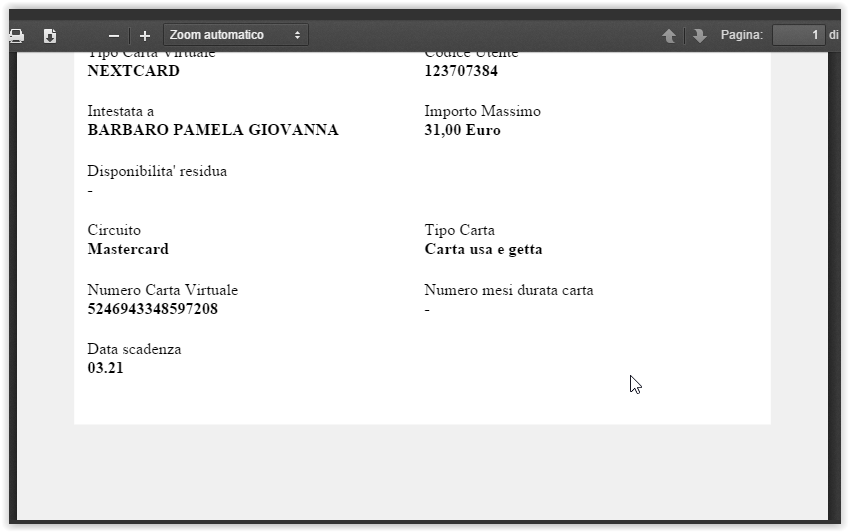 Zoom automatico
Pagina: 1 di
Tipo Carta Virtuale Codice Utente
NEXTCARD 123707384
Intestata a Importo Massimo
BARBARO PAMELA GIOVANNA 31,00 Euro
Disponibilita' residua
-
Circuito Tipo Carta
Mastercard Carta usa e getta
Numero Carta Virtuale Numero mesi durata carta
5246943348597208 -
Data scadenza
03.21